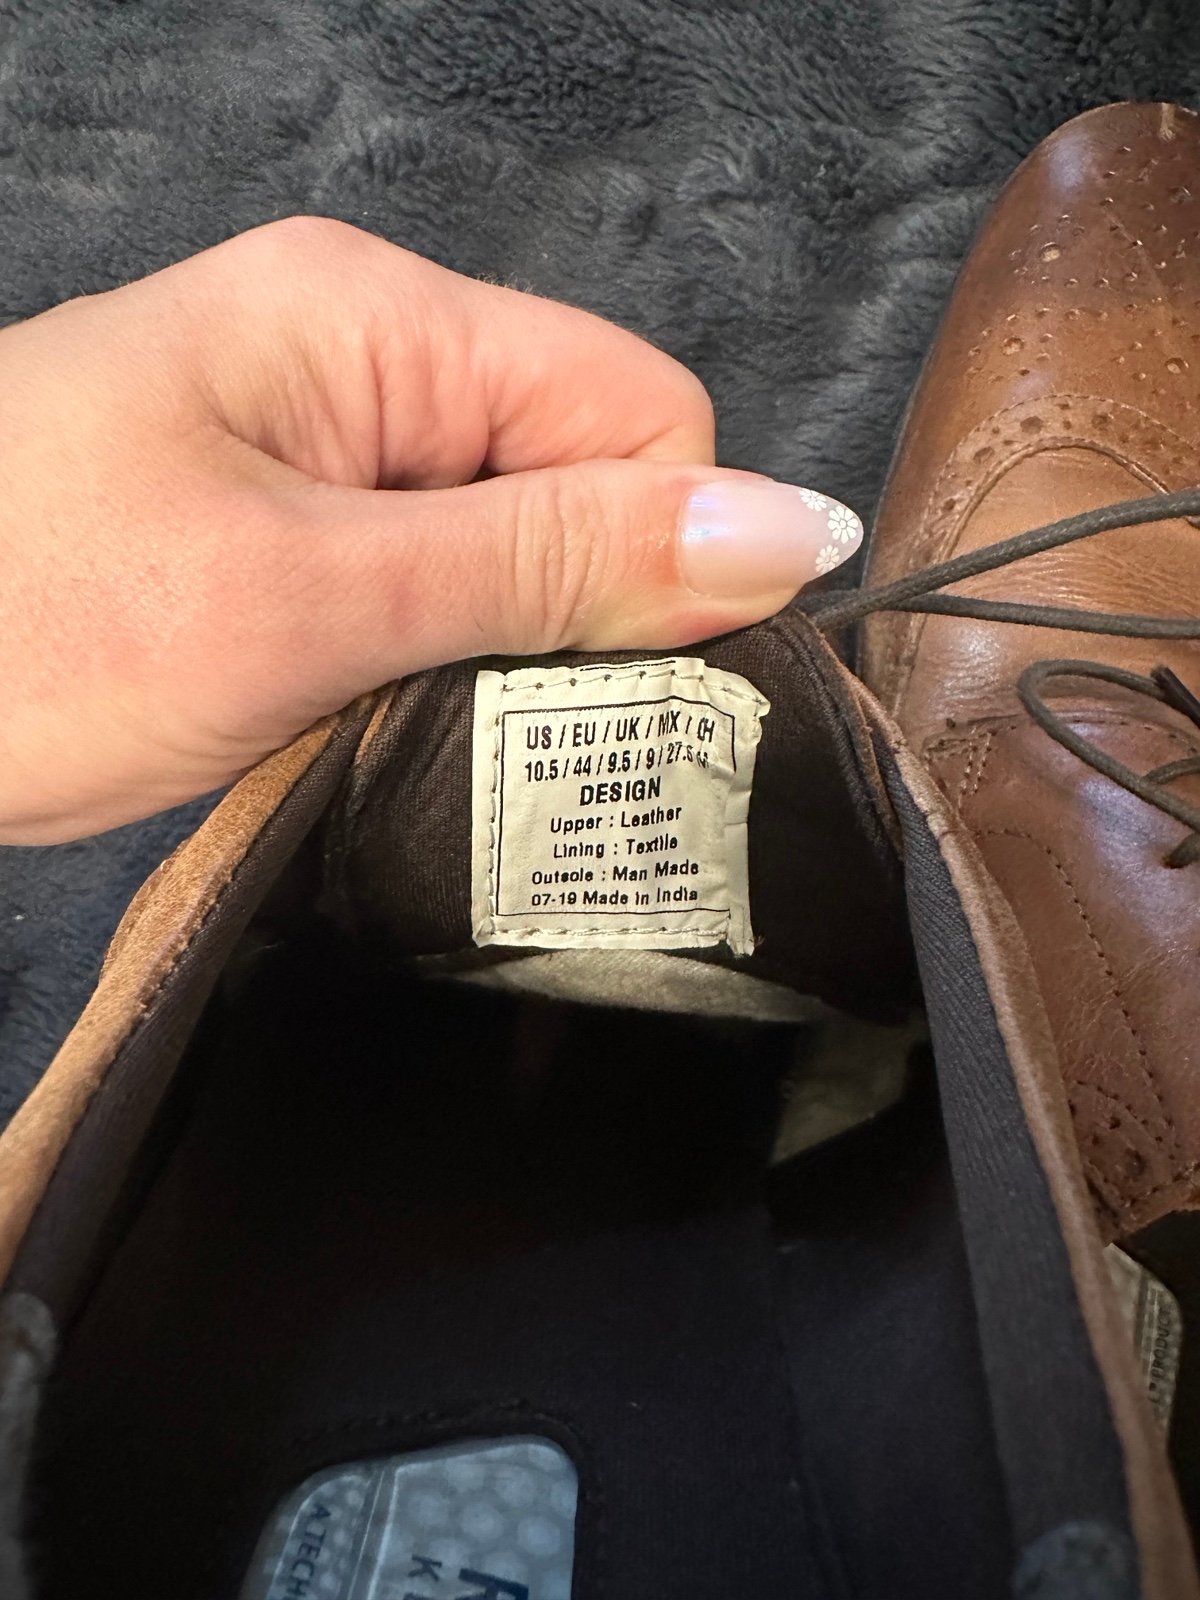 US / EU / UK / MX / CH
10.5 / 44 / 9.5 / 9 / 27.5
DESIGN
Upper : Leather
Lining : Textile
Outsole : Man Made
07-19 Made in India
A.TECH